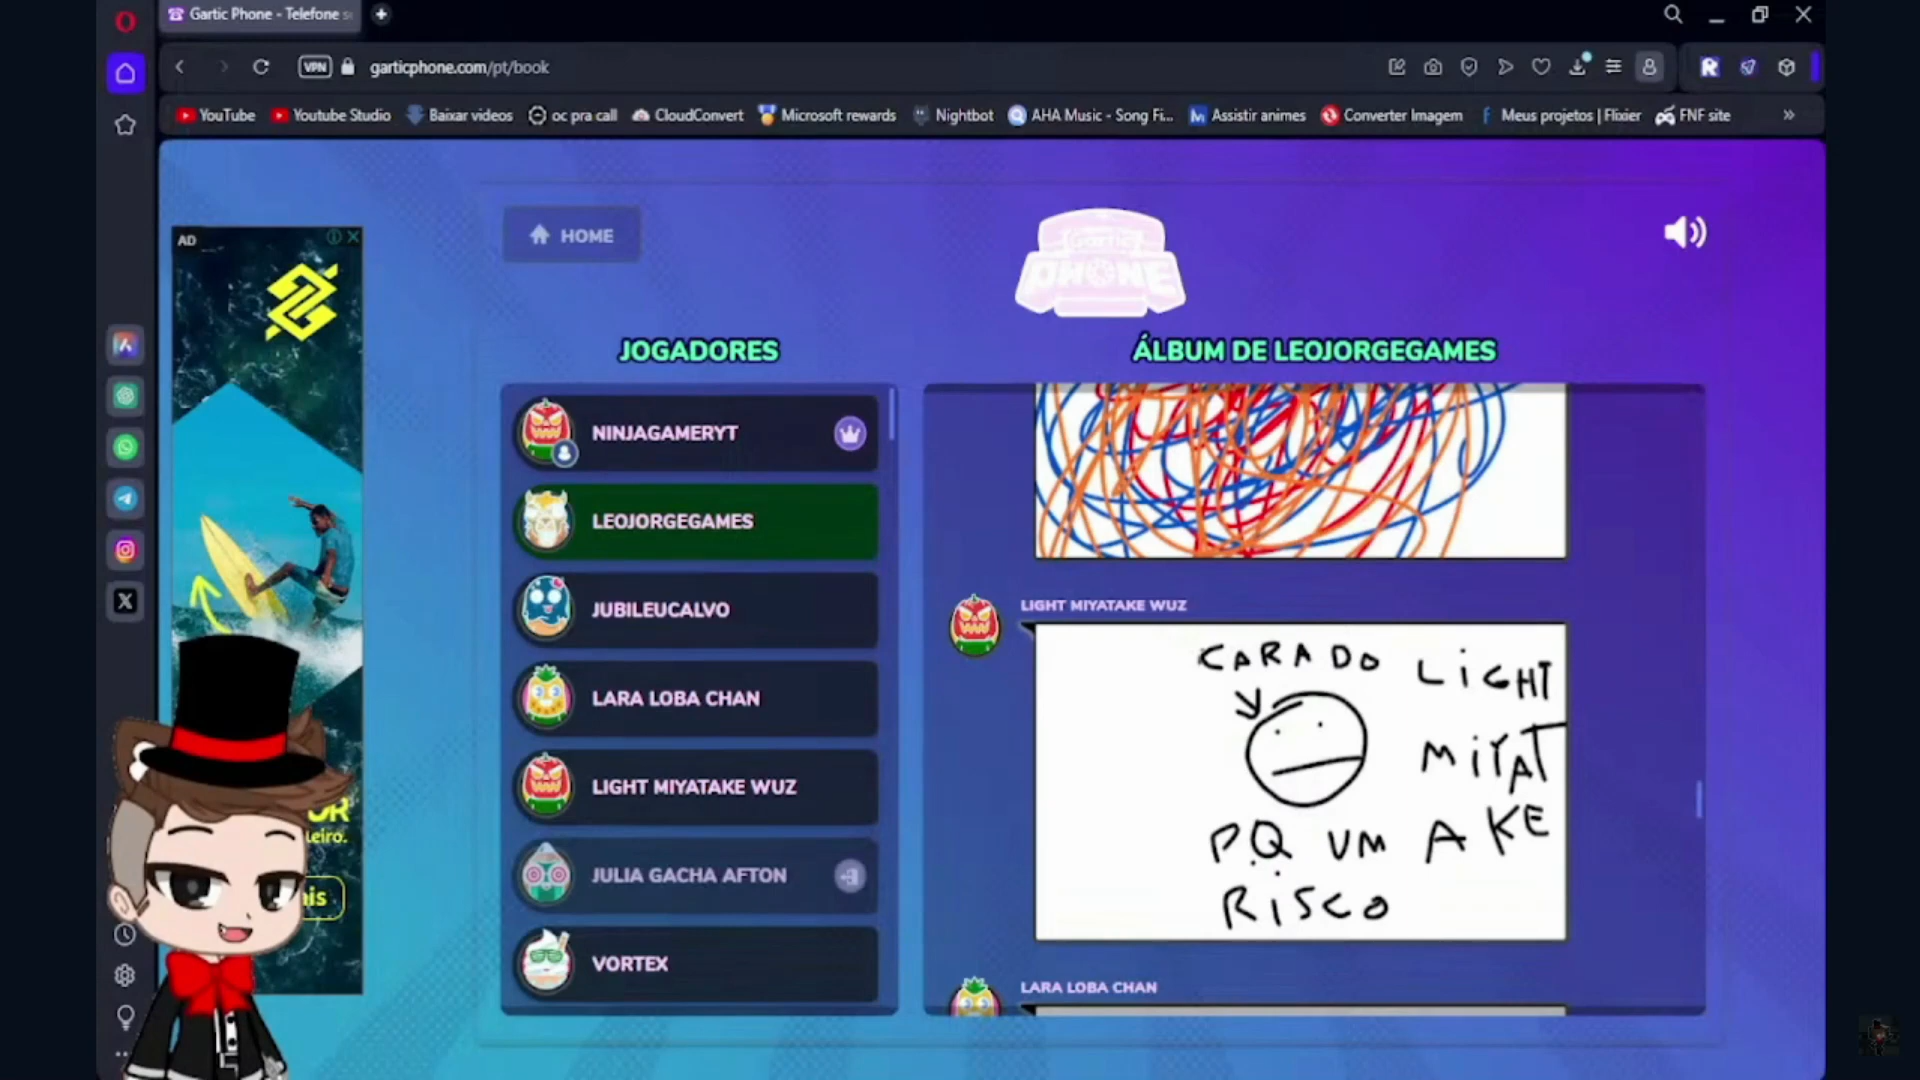 Gartic Phone - Telefone s
VPN
garticphone.com/pt/book
YouTube
Youtube Studio
Baixar videos
oc pra call
CloudConvert
Microsoft rewards
Nightbot
AHA Music - Song Fi...
Assistir animes
Converter Imagem
Meus projetos | Flixier
FNF site
AD
HOME
Gartic
PHONE
JOGADORES
NINJAGAMERYT
LEOJORGEGAMES
JUBILEUCALVO
LARA LOBA CHAN
LIGHT MIYATAKE WUZ
JULIA GACHA AFTON
VORTEX
ÁLBUM DE LEOJORGEGAMES
LIGHT MIYATAKE WUZ
CARA DO LiGHT
MiYAT
PQ UM AKE
RiSCO
LARA LOBA CHAN